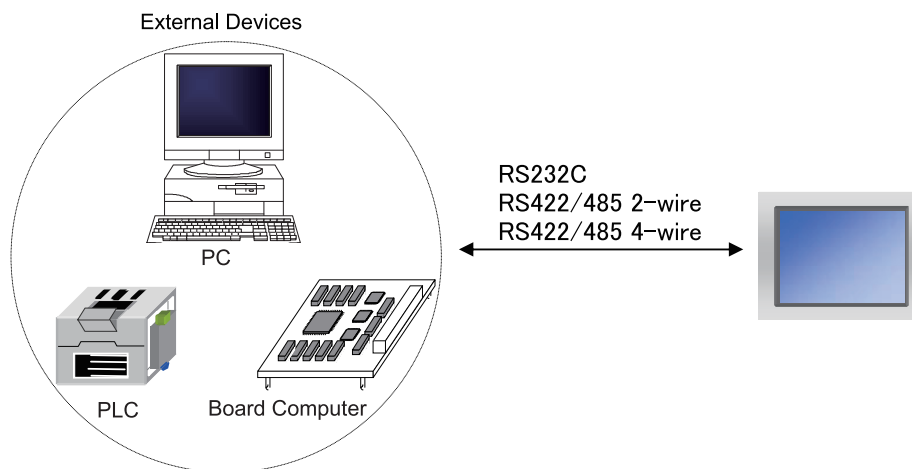 External Devices
RS232C
RS422/485 2-wire
RS422/485 4-wire
PC
PLC
Board Computer